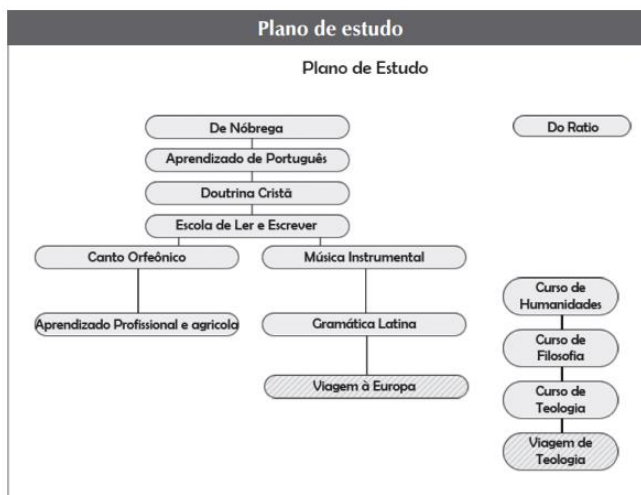 Plano de estudo
Plano de Estudo
De Nóbrega
Do Ratio
Aprendizado de Português
Doutrina Cristã
Escola de Ler e Escrever
Canto Orfeônico
Música Instrumental
Aprendizado Profissional e agricola
Gramática Latina
Viagem à Europa
Curso de
Humanidades
Curso de
Filosofia
Curso de
Teologia
Viagem de
Teologia